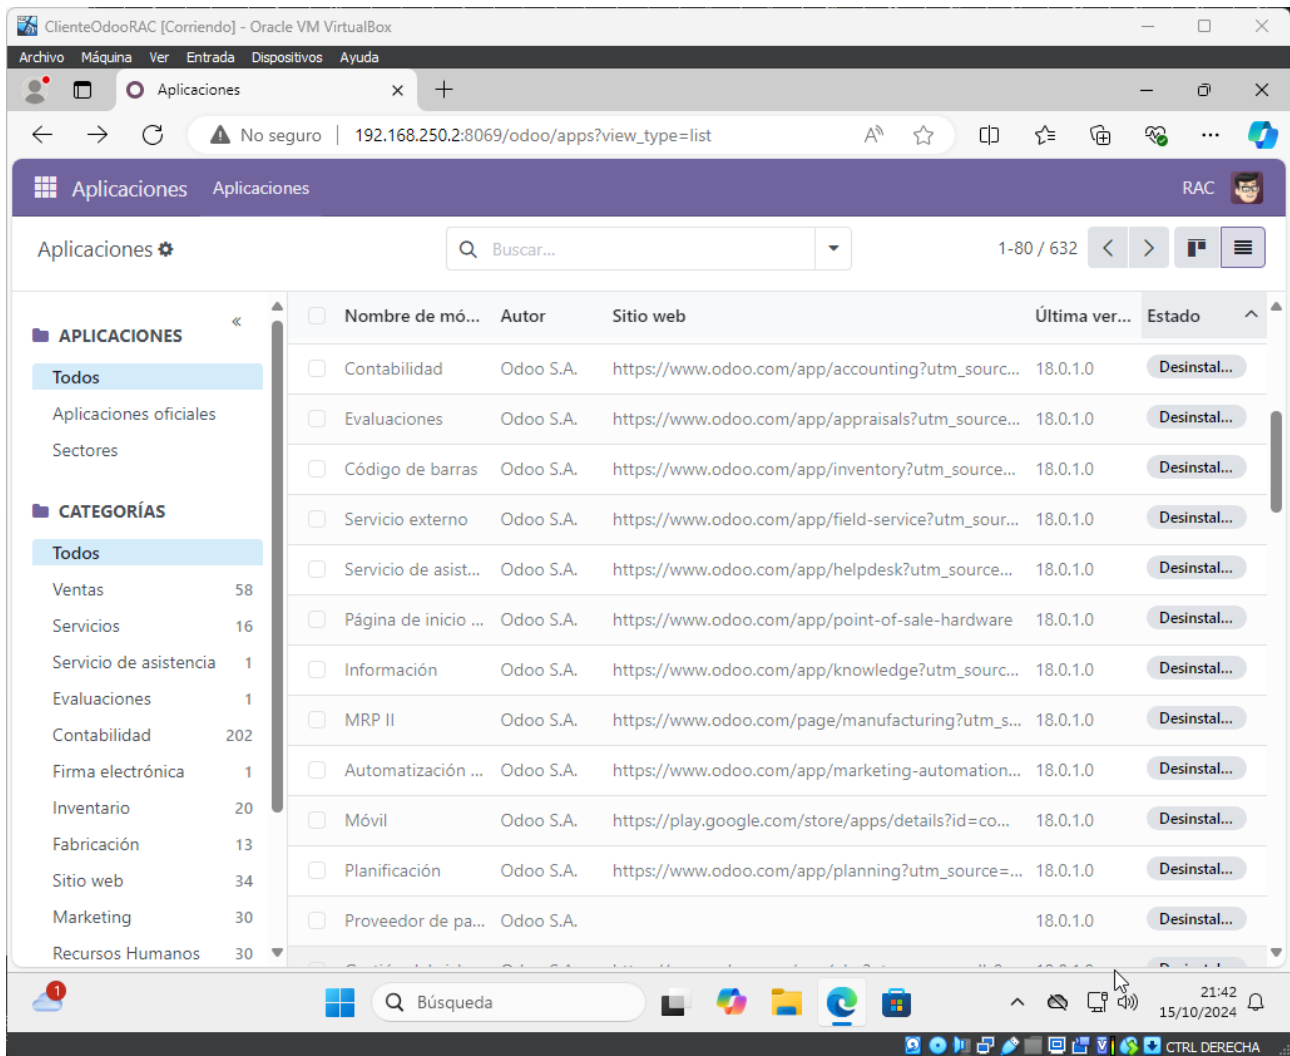 ClienteOdooRAC [Corriendo] - Oracle VM VirtualBox
Archivo Máquina Ver Entrada Dispositivos Ayuda
Aplicaciones
No seguro 192.168.250.2:8069/odoo/apps?view_type=list
Aplicaciones Aplicaciones RAC
Aplicaciones Buscar... 1-80 / 632
APLICACIONES
Todos
Aplicaciones oficiales
Sectores
CATEGORÍAS
Todos
Ventas 58
Servicios 16
Servicio de asistencia 1
Evaluaciones 1
Contabilidad 202
Firma electrónica 1
Inventario 20
Fabricación 13
Sitio web 34
Marketing 30
Recursos Humanos 30
Nombre de mó... Autor Sitio web Última ver... Estado
Contabilidad Odoo S.A. https://www.odoo.com/app/accounting?utm_sourc... 18.0.1.0 Desinstal...
Evaluaciones Odoo S.A. https://www.odoo.com/app/appraisals?utm_source... 18.0.1.0 Desinstal...
Código de barras Odoo S.A. https://www.odoo.com/app/inventory?utm_source... 18.0.1.0 Desinstal...
Servicio externo Odoo S.A. https://www.odoo.com/app/field-service?utm_sour... 18.0.1.0 Desinstal...
Servicio de asist... Odoo S.A. https://www.odoo.com/app/helpdesk?utm_source... 18.0.1.0 Desinstal...
Página de inicio ... Odoo S.A. https://www.odoo.com/app/point-of-sale-hardware 18.0.1.0 Desinstal...
Información Odoo S.A. https://www.odoo.com/app/knowledge?utm_sourc... 18.0.1.0 Desinstal...
MRP II Odoo S.A. https://www.odoo.com/page/manufacturing?utm_s... 18.0.1.0 Desinstal...
Automatización ... Odoo S.A. https://www.odoo.com/app/marketing-automation... 18.0.1.0 Desinstal...
Móvil Odoo S.A. https://play.google.com/store/apps/details?id=co... 18.0.1.0 Desinstal...
Planificación Odoo S.A. https://www.odoo.com/app/planning?utm_source=... 18.0.1.0 Desinstal...
Proveedor de pa... Odoo S.A. 18.0.1.0 Desinstal...
1
Búsqueda
21:42
15/10/2024
CTRL DERECHA